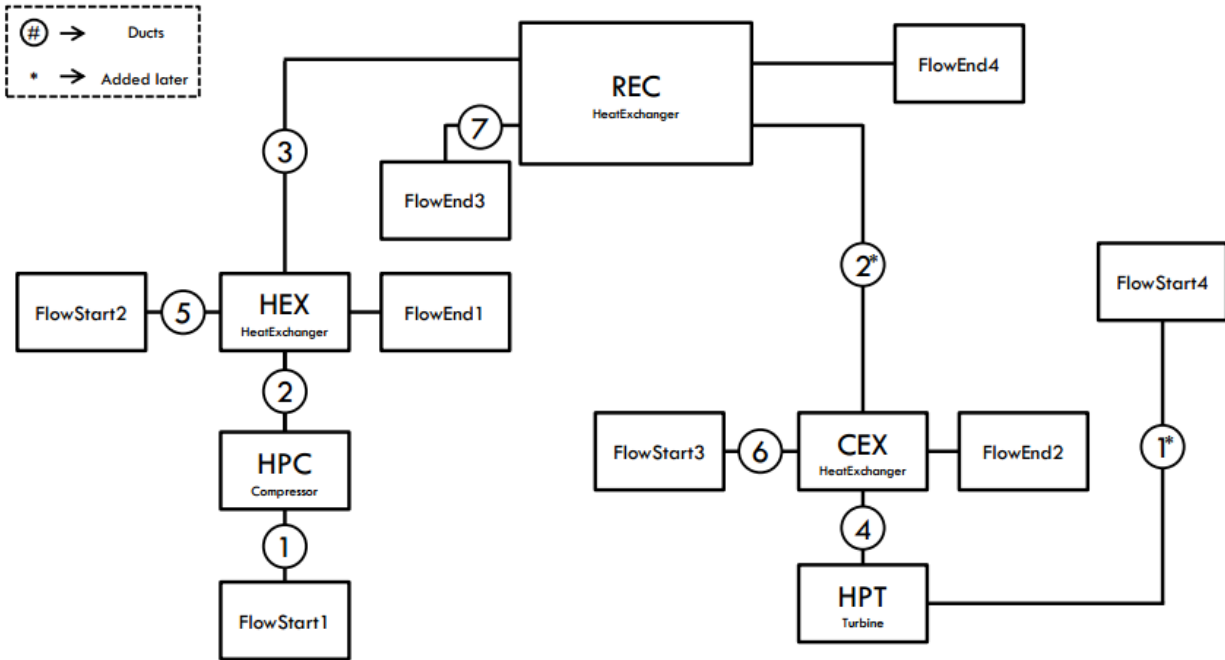 # → Ducts
* → Added later
REC
HeatExchanger
FlowEnd4
7
3
FlowEnd3
2*
FlowStart4
FlowStart2
5
HEX
HeatExchanger
FlowEnd1
2
FlowStart3
6
CEX
HeatExchanger
FlowEnd2
1*
HPC
Compressor
4
1
HPT
Turbine
FlowStart1